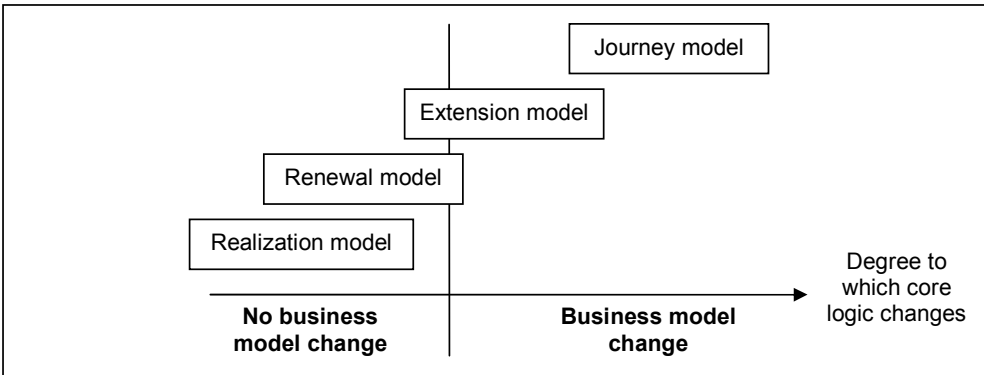 Journey model
Extension model
Renewal model
Realization model
Degree to
which core
logic changes
No business
model change
Business model
change